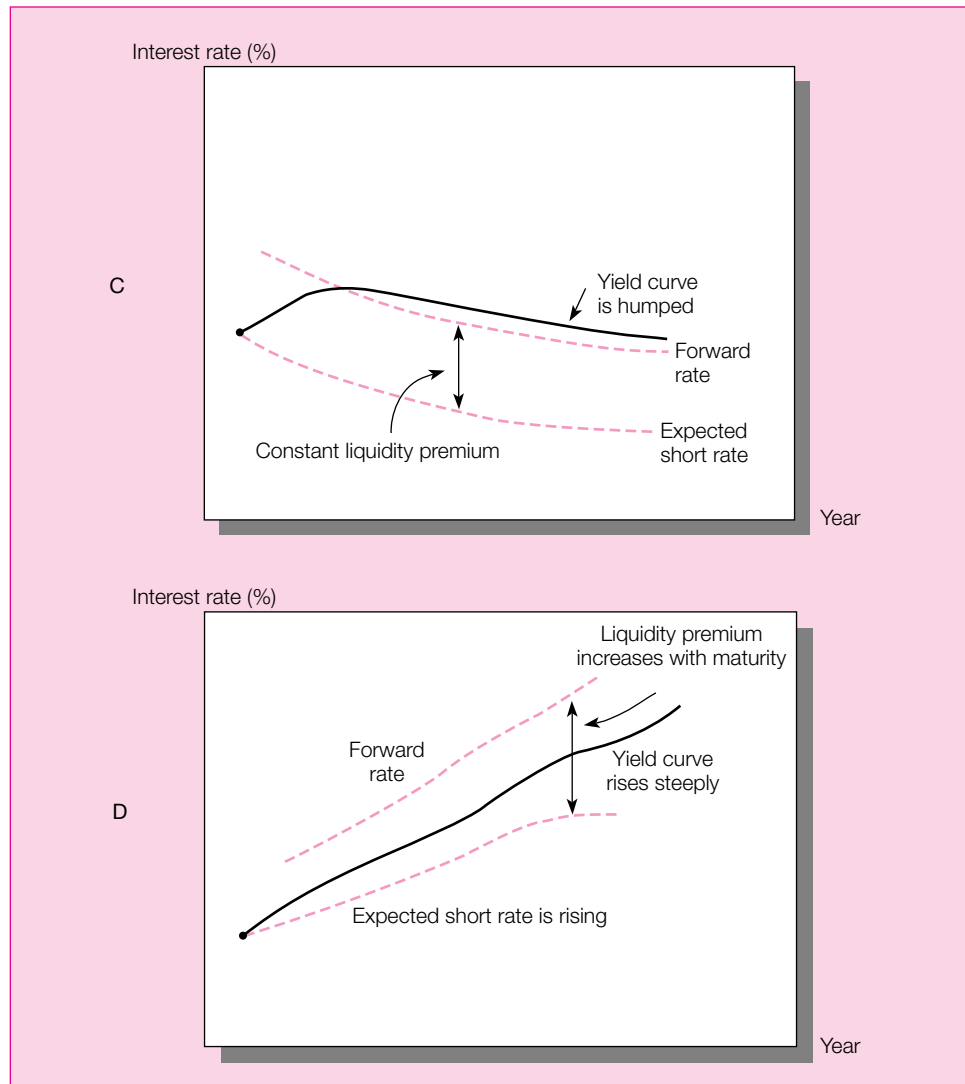 Interest rate (%)
C
Yield curve
is humped
Forward
rate
Constant liquidity premium
Expected
short rate
Year
Interest rate (%)
Liquidity premium
increases with maturity
Forward
rate
Yield curve
rises steeply
D
Expected short rate is rising
Year